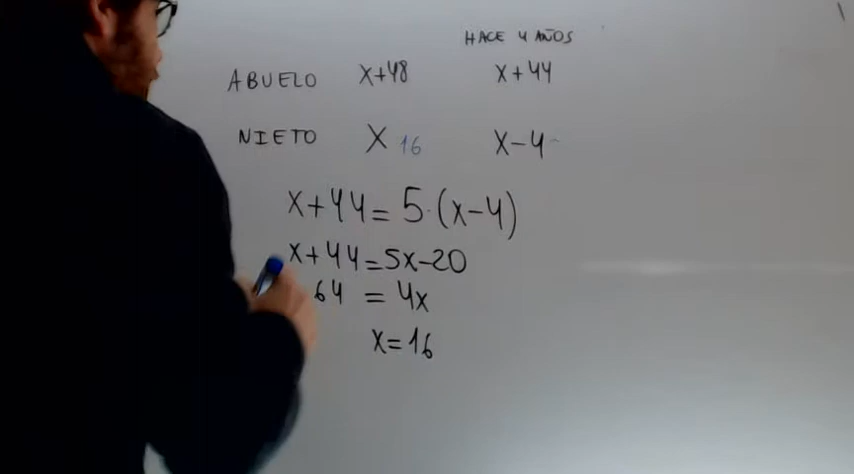 HACE 4 AÑOS
ABUELO X+48 X+44
NIETO X 16 X-4
X+44=5·(X-4)
X+44=5X-20
64 = 4X
X=16